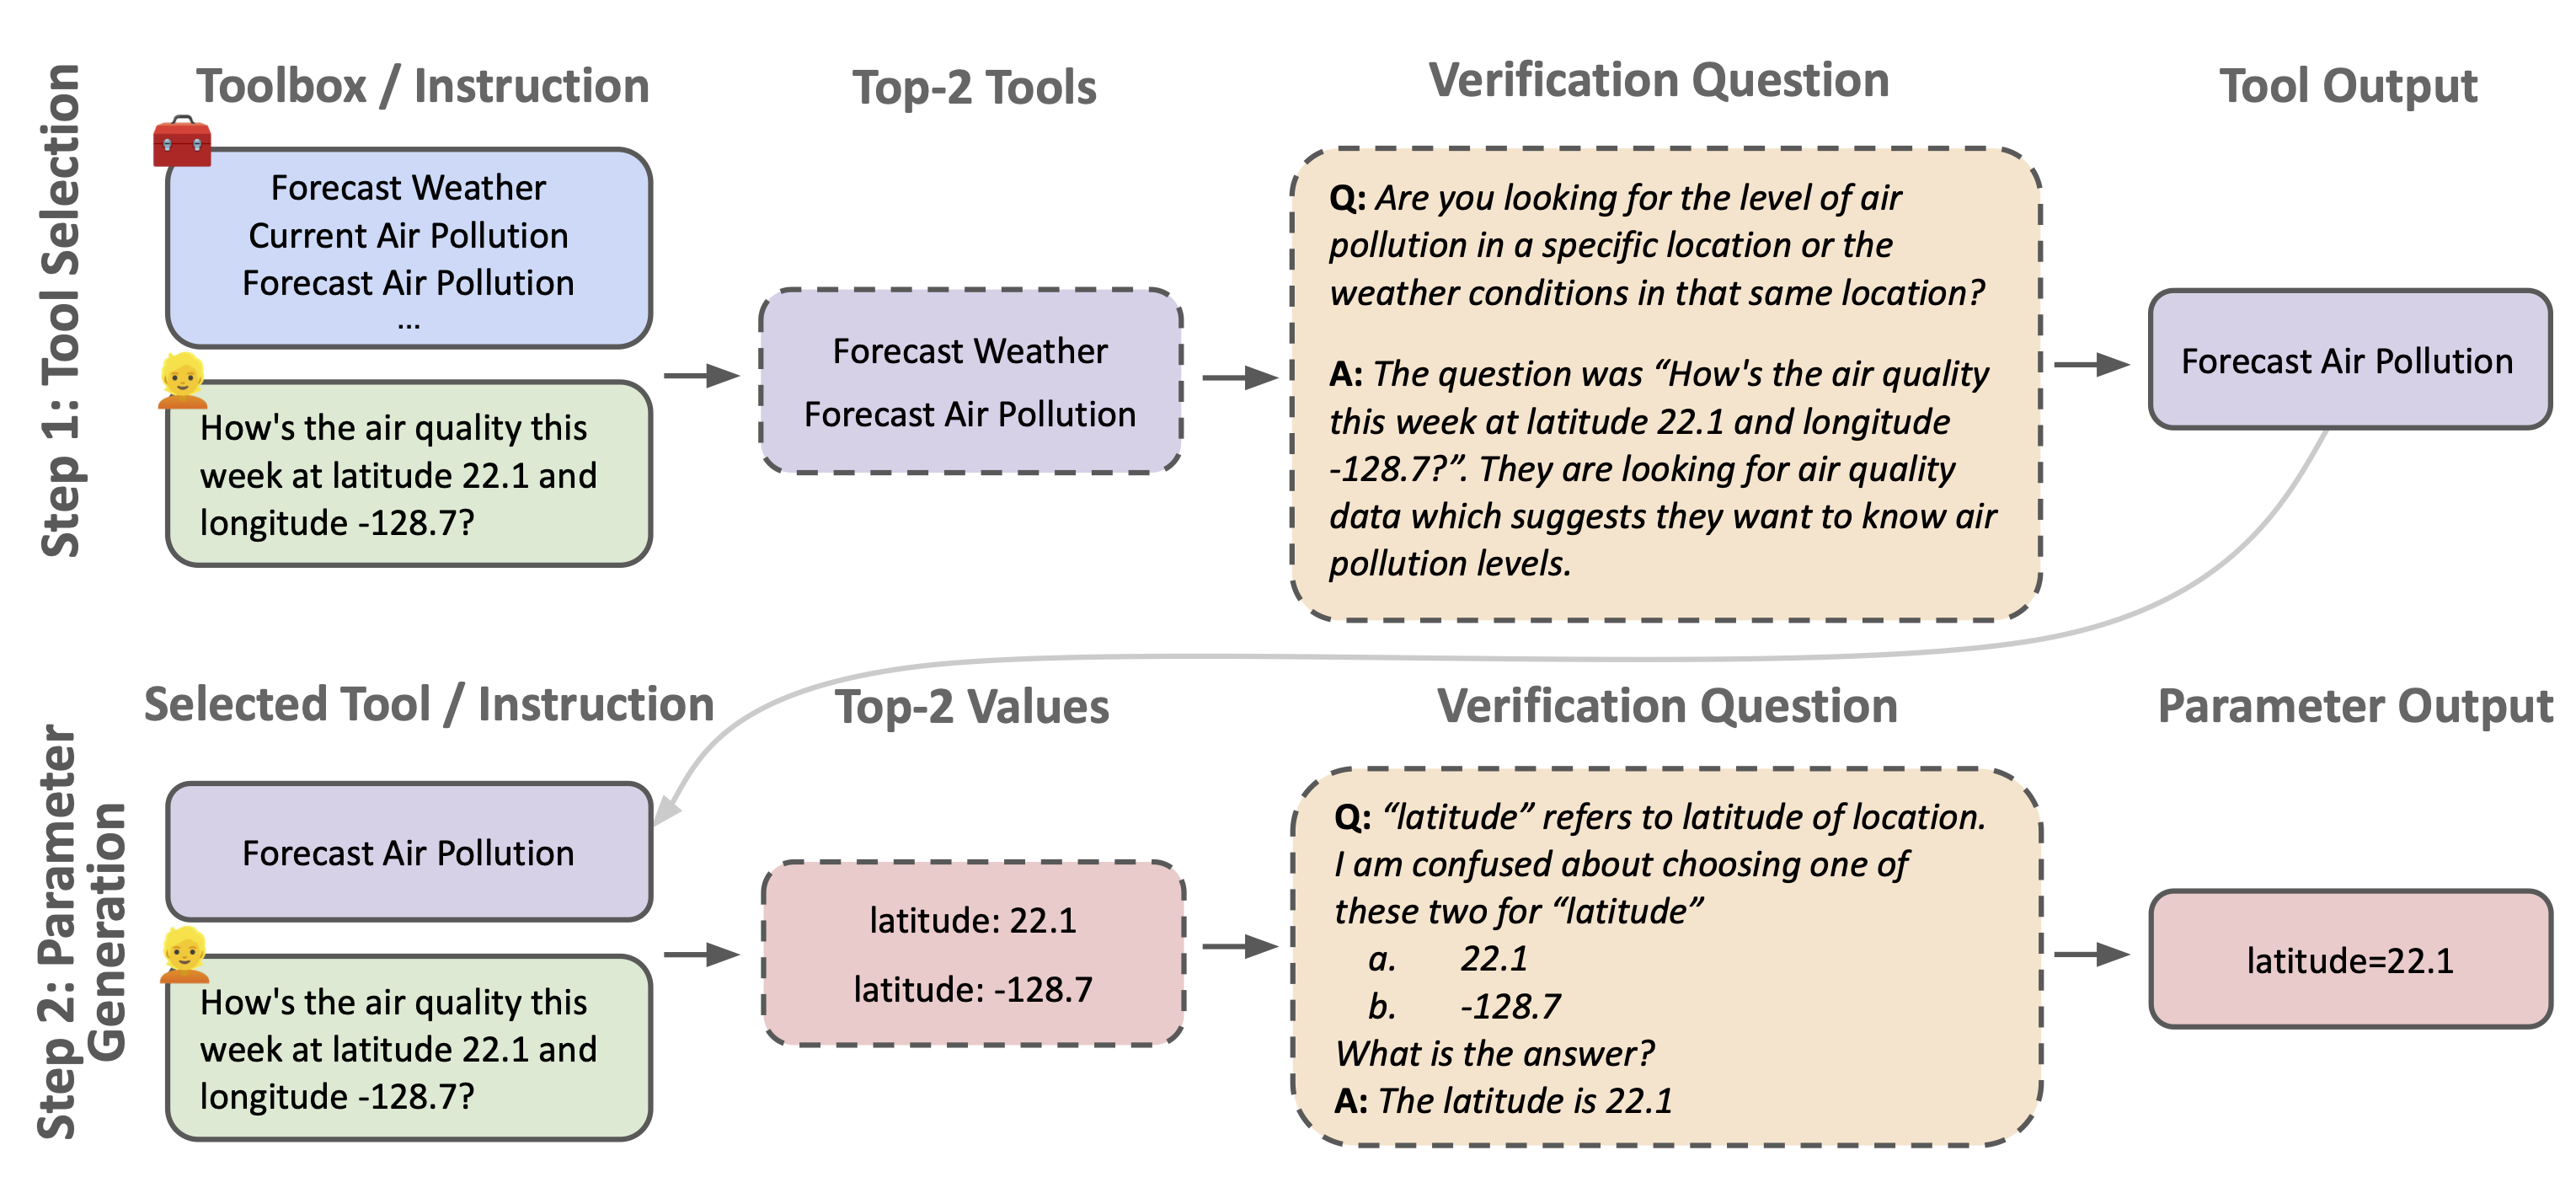 Step 1: Tool Selection
Toolbox / Instruction
Top-2 Tools
Verification Question
Tool Output
Forecast Weather
Current Air Pollution
Forecast Air Pollution
...
How's the air quality this
week at latitude 22.1 and
longitude -128.7?
Forecast Weather
Forecast Air Pollution
Q: Are you looking for the level of air
pollution in a specific location or the
weather conditions in that same location?
A: The question was “How's the air quality
this week at latitude 22.1 and longitude
-128.7?”. They are looking for air quality
data which suggests they want to know air
pollution levels.
Forecast Air Pollution
Step 2: Parameter
Generation
Selected Tool / Instruction
Top-2 Values
Verification Question
Parameter Output
Forecast Air Pollution
How's the air quality this
week at latitude 22.1 and
longitude -128.7?
latitude: 22.1
latitude: -128.7
Q: “latitude” refers to latitude of location.
I am confused about choosing one of
these two for “latitude”
a. 22.1
b. -128.7
What is the answer?
A: The latitude is 22.1
latitude=22.1